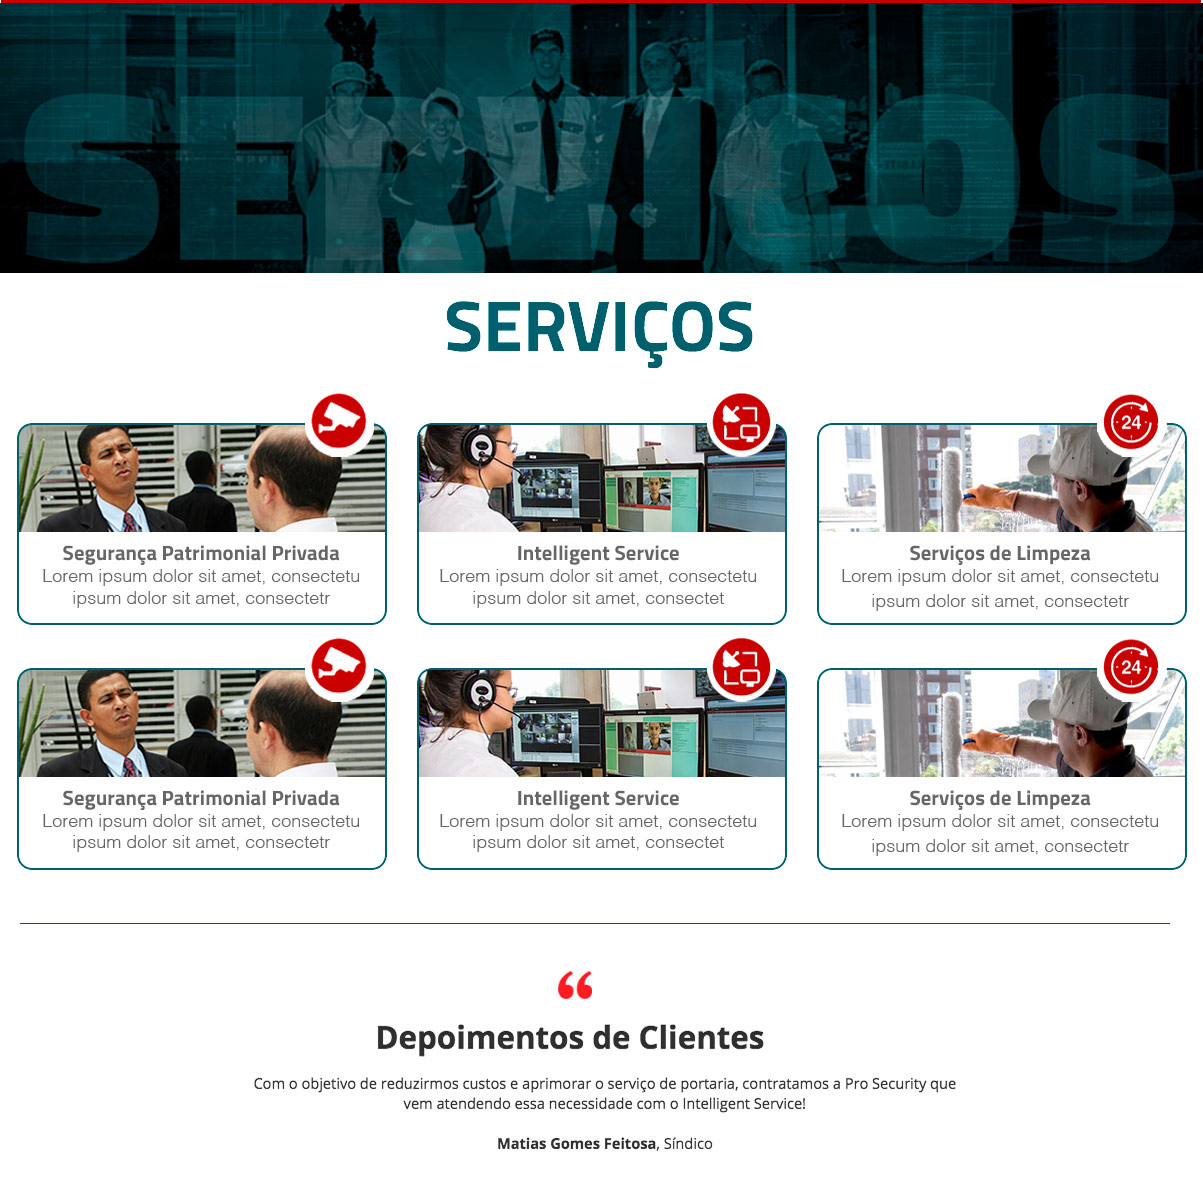 SERVIÇOS
SERVIÇOS
24
Segurança Patrimonial Privada
Lorem ipsum dolor sit amet, consectetu
ipsum dolor sit amet, consectetr
Intelligent Service
Lorem ipsum dolor sit amet, consectetu
ipsum dolor sit amet, consectet
Serviços de Limpeza
Lorem ipsum dolor sit amet, consectetu
ipsum dolor sit amet, consectetr
24
Segurança Patrimonial Privada
Lorem ipsum dolor sit amet, consectetu
ipsum dolor sit amet, consectetr
Intelligent Service
Lorem ipsum dolor sit amet, consectetu
ipsum dolor sit amet, consectet
Serviços de Limpeza
Lorem ipsum dolor sit amet, consectetu
ipsum dolor sit amet, consectetr
“
Depoimentos de Clientes
Com o objetivo de reduzirmos custos e aprimorar o serviço de portaria, contratamos a Pro Security que
vem atendendo essa necessidade com o Intelligent Service!
Matias Gomes Feitosa, Síndico